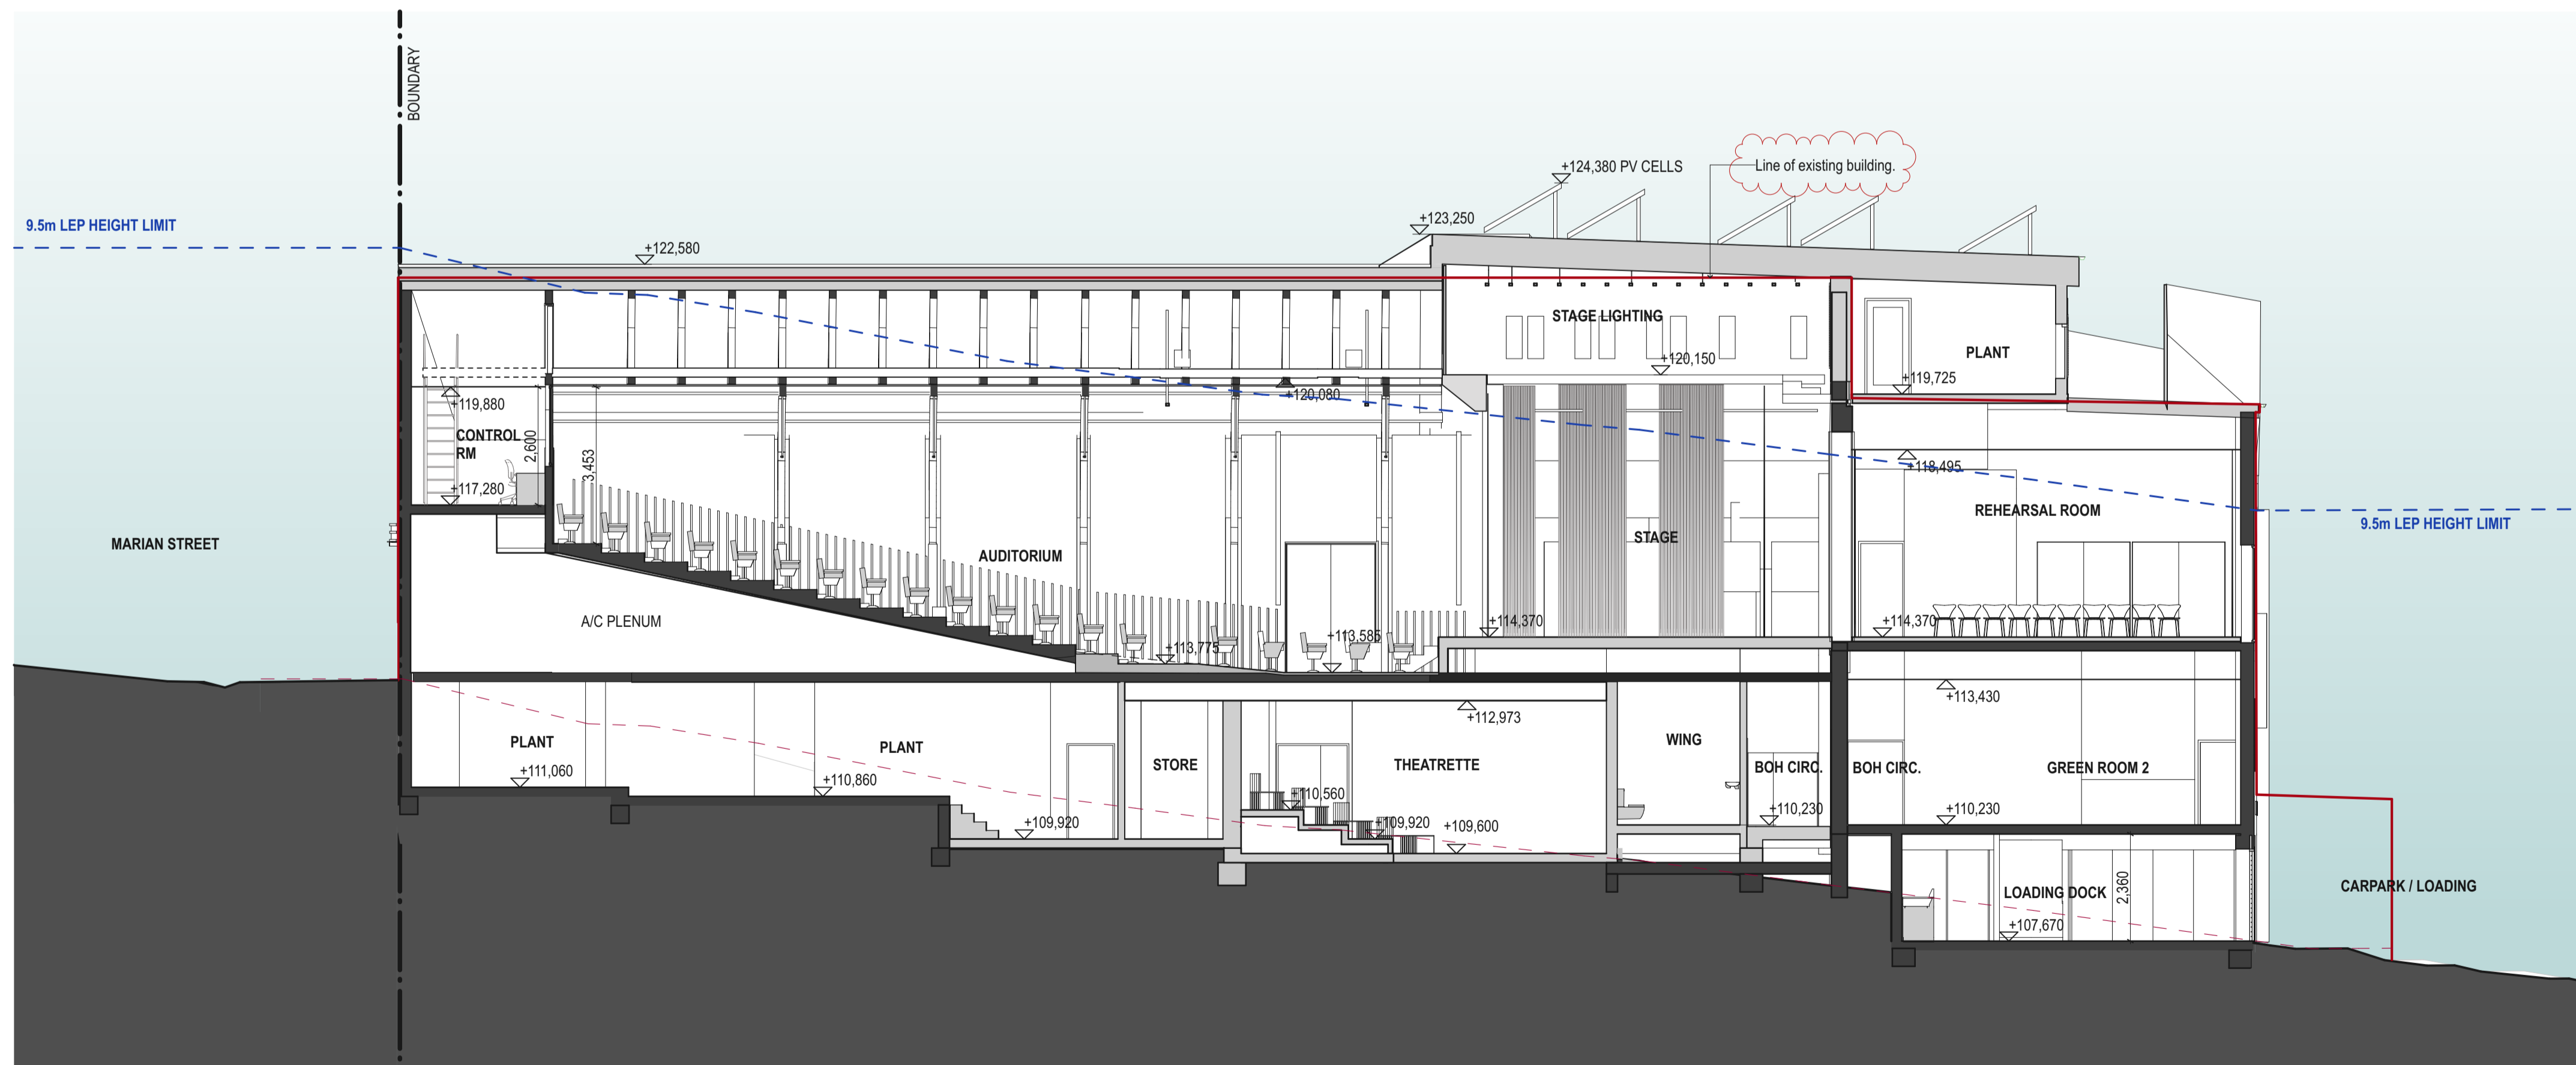 BOUNDARY
+124,380 PV CELLS
Line of existing building.
9.5m LEP HEIGHT LIMIT
+123,250
+122,580
STAGE LIGHTING
PLANT
+120,150
+119,725
+120,080
+119,880
CONTROL
RM
2,600
3,453
+118,495
+117,280
REHEARSAL ROOM
9.5m LEP HEIGHT LIMIT
MARIAN STREET
STAGE
AUDITORIUM
A/C PLENUM
+114,370
+114,370
+113,585
+113,775
+113,430
+112,973
PLANT
PLANT
WING
STORE
THEATRETTE
BOH CIRC.
BOH CIRC.
GREEN ROOM 2
+111,060
+110,860
+110,560
+110,230
+110,230
+109,920
+109,920
+109,600
LOADING DOCK
2,360
CARPARK / LOADING
+107,670